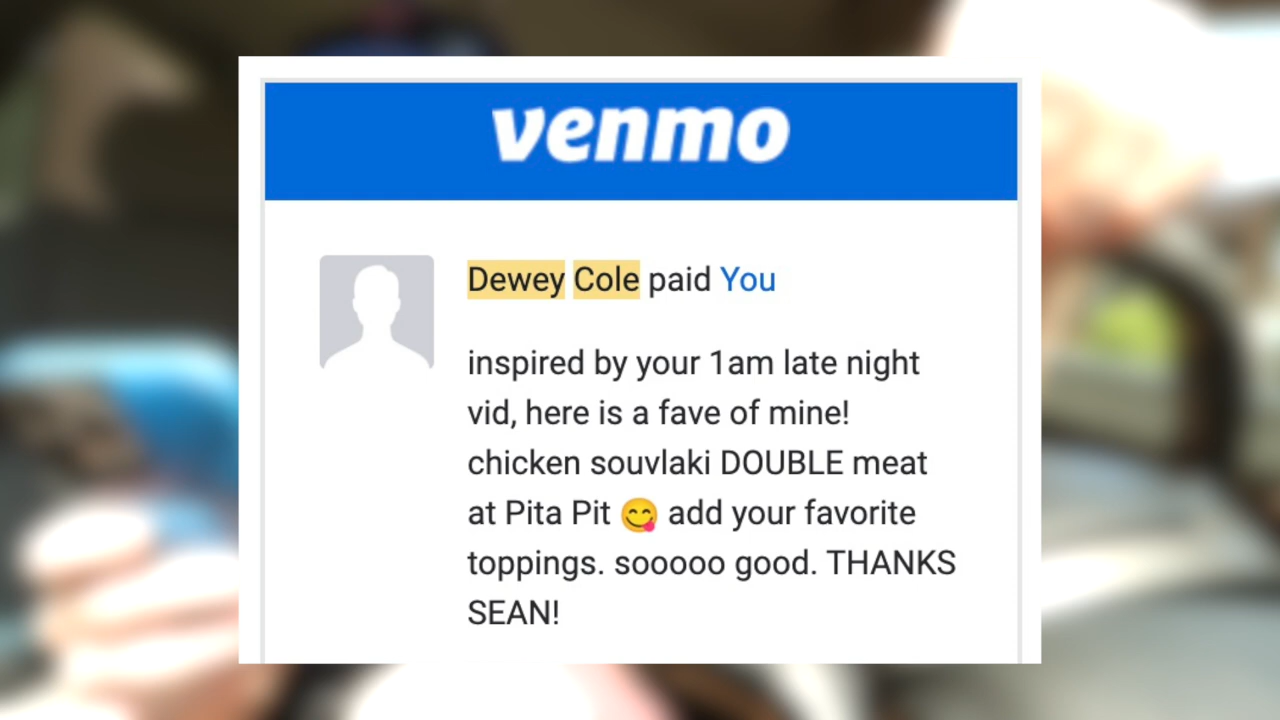 venmo
Dewey Cole paid You
inspired by your 1am late night
vid, here is a fave of mine!
chicken souvlaki DOUBLE meat
at Pita Pit 😋 add your favorite
toppings. sooooo good. THANKS
SEAN!